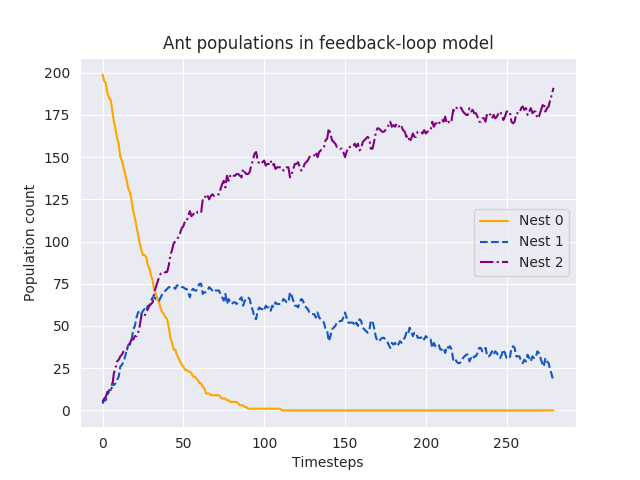 Ant populations in feedback-loop model
Population count
200
175
150
125
100
75
50
25
0
Nest 0
Nest 1
Nest 2
0 50 100 150 200 250
Timesteps